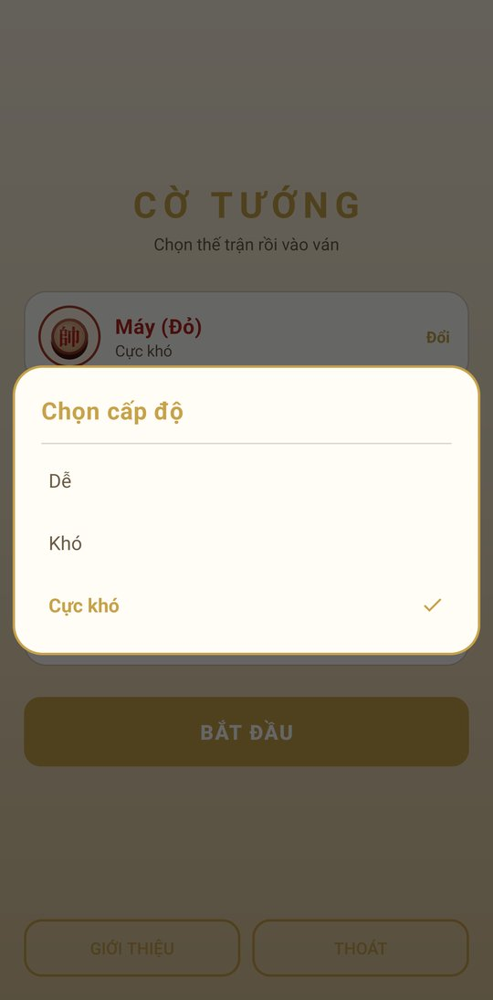 CỜ TƯỚNG
Chọn thế trận rồi vào ván
帥
Máy (Đỏ)
Cực khó
Đổi
Chọn cấp độ
Dễ
Khó
Cực khó
BẮT ĐẦU
GIỚI THIỆU
THOÁT